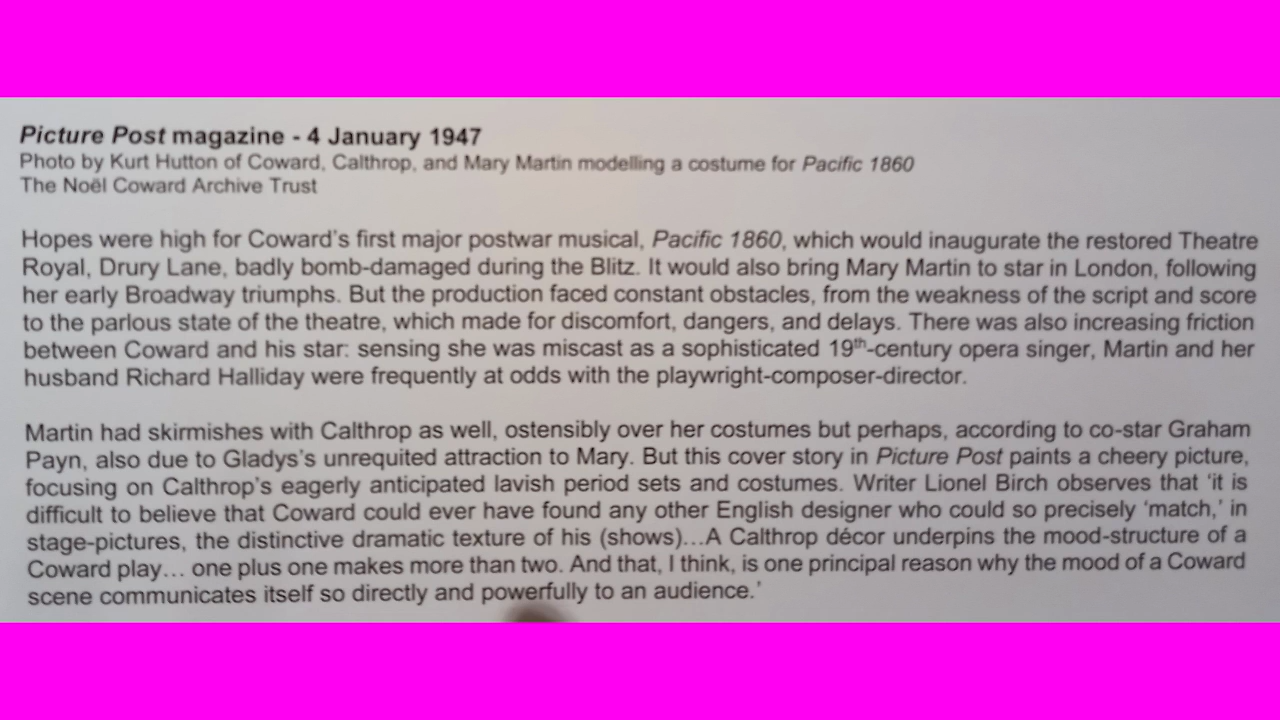 Picture Post magazine - 4 January 1947
Photo by Kurt Hutton of Coward, Calthrop, and Mary Martin modelling a costume for Pacific 1860
The Noël Coward Archive Trust
Hopes were high for Coward's first major postwar musical, Pacific 1860, which would inaugurate the restored Theatre
Royal, Drury Lane, badly bomb-damaged during the Blitz. It would also bring Mary Martin to star in London, following
her early Broadway triumphs. But the production faced constant obstacles, from the weakness of the script and score
to the parlous state of the theatre, which made for discomfort, dangers, and delays. There was also increasing friction
between Coward and his star: sensing she was miscast as a sophisticated 19th-century opera singer, Martin and her
husband Richard Halliday were frequently at odds with the playwright-composer-director.
Martin had skirmishes with Calthrop as well, ostensibly over her costumes but perhaps, according to co-star Graham
Payn, also due to Gladys's unrequited attraction to Mary. But this cover story in Picture Post paints a cheery picture,
focusing on Calthrop's eagerly anticipated lavish period sets and costumes. Writer Lionel Birch observes that 'it is
difficult to believe that Coward could ever have found any other English designer who could so precisely 'match,' in
stage-pictures, the distinctive dramatic texture of his (shows)…A Calthrop décor underpins the mood-structure of a
Coward play… one plus one makes more than two. And that, I think, is one principal reason why the mood of a Coward
scene communicates itself so directly and powerfully to an audience.'